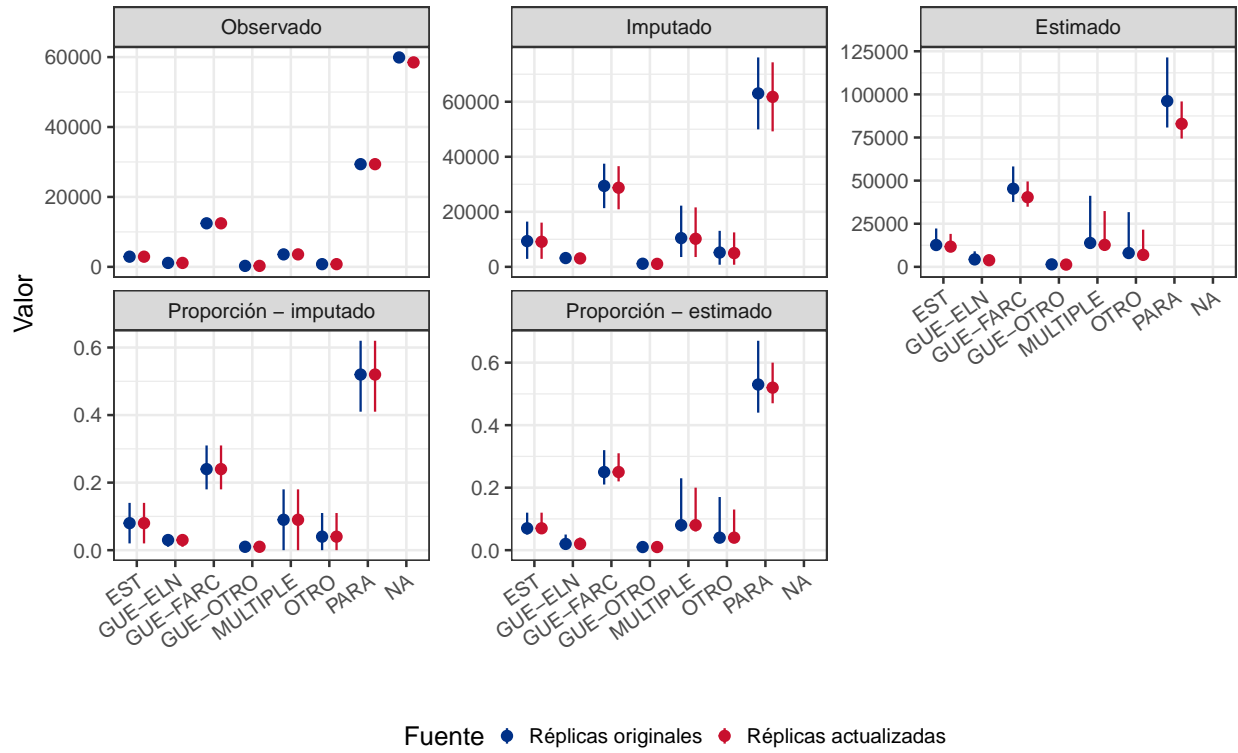 Observado
Imputado
Estimado
60000
40000
20000
0
60000
40000
20000
0
125000
100000
75000
50000
25000
0
EST
GUE−ELN
GUE−FARC
GUE−OTRO
MULTIPLE
OTRO
PARA
NA
Valor
Proporción − imputado
Proporción − estimado
0.6
0.4
0.2
0.0
0.6
0.4
0.2
0.0
EST
GUE−ELN
GUE−FARC
GUE−OTRO
MULTIPLE
OTRO
PARA
NA
EST
GUE−ELN
GUE−FARC
GUE−OTRO
MULTIPLE
OTRO
PARA
NA
Fuente Réplicas originales Réplicas actualizadas